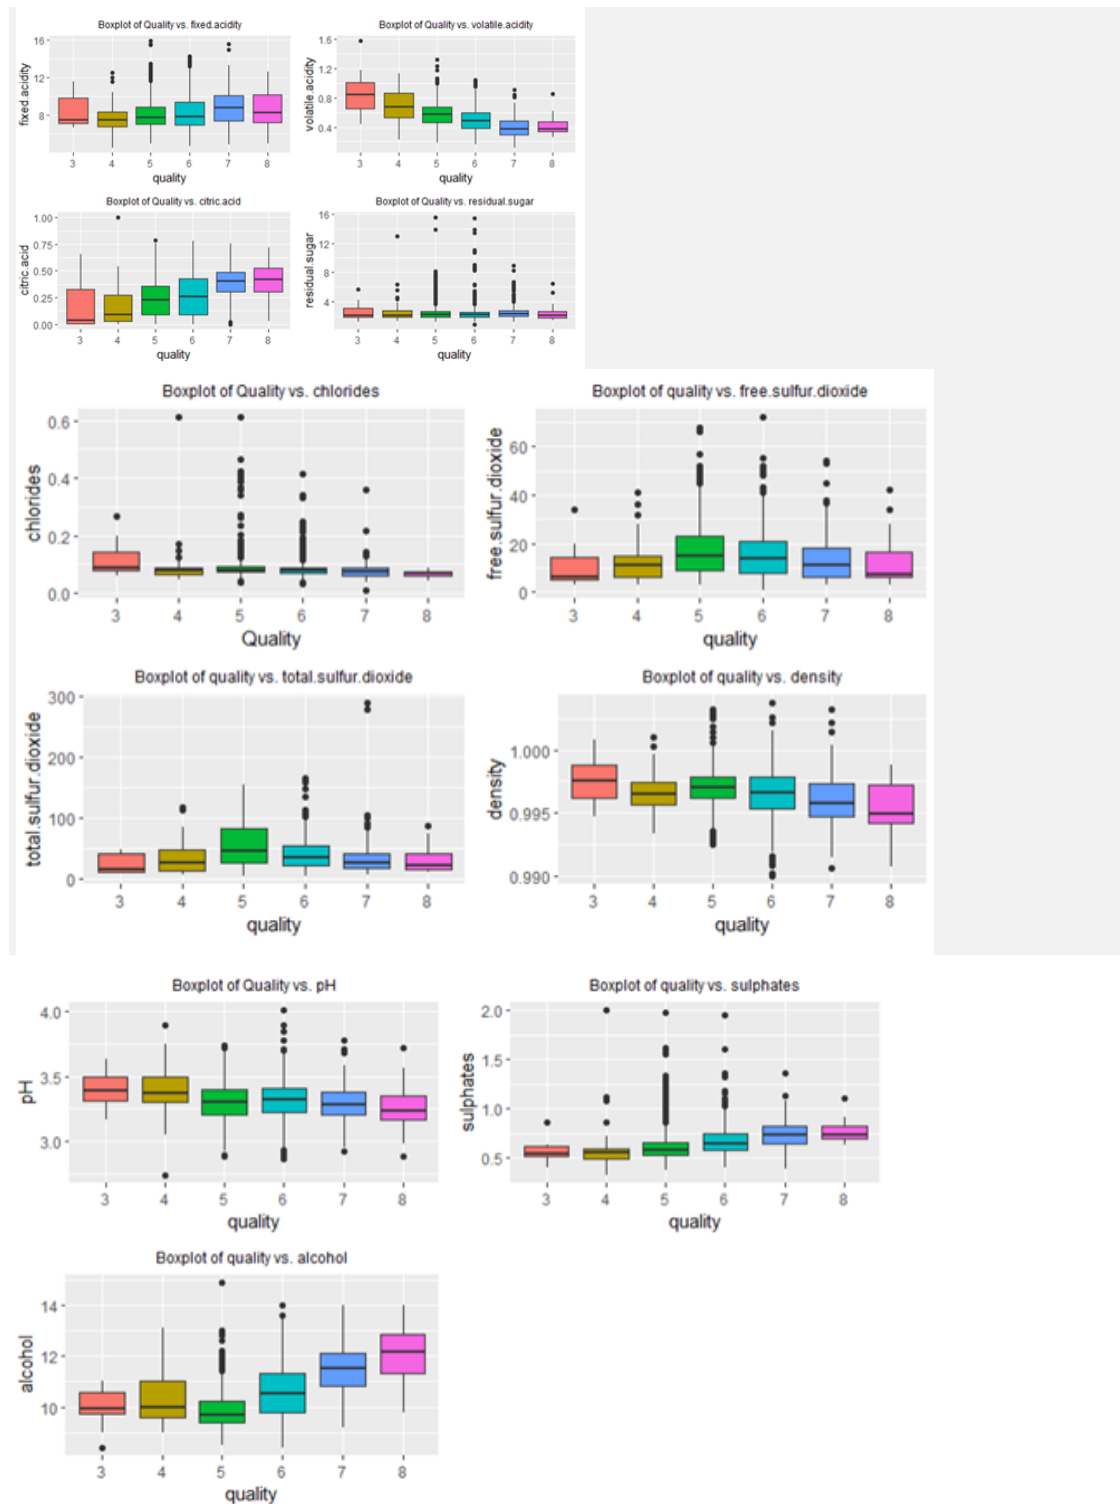 Boxplot of Quality vs. fixed.acidity
Boxplot of Quality vs. volatile.acidity
16
12
8
fixed.acidity
3 4 5 6 7 8
quality
1.6
1.2
0.8
0.4
volatile.acidity
3 4 5 6 7 8
quality
Boxplot of Quality vs. citric.acid
Boxplot of Quality vs. residual.sugar
1.00
0.75
0.50
0.25
0.00
citric.acid
3 4 5 6 7 8
quality
16
12
8
4
residual.sugar
3 4 5 6 7 8
quality
Boxplot of Quality vs. chlorides
Boxplot of quality vs. free.sulfur.dioxide
0.6
0.4
0.2
0.0
chlorides
3 4 5 6 7 8
Quality
60
40
20
0
free.sulfur.dioxide
3 4 5 6 7 8
quality
Boxplot of quality vs. total.sulfur.dioxide
Boxplot of quality vs. density
300
200
100
0
total.sulfur.dioxide
3 4 5 6 7 8
quality
1.000
0.995
0.990
density
3 4 5 6 7 8
quality
Boxplot of Quality vs. pH
Boxplot of quality vs. sulphates
4.0
3.5
3.0
pH
3 4 5 6 7 8
quality
2.0
1.5
1.0
0.5
sulphates
3 4 5 6 7 8
quality
Boxplot of quality vs. alcohol
14
12
10
alcohol
3 4 5 6 7 8
quality